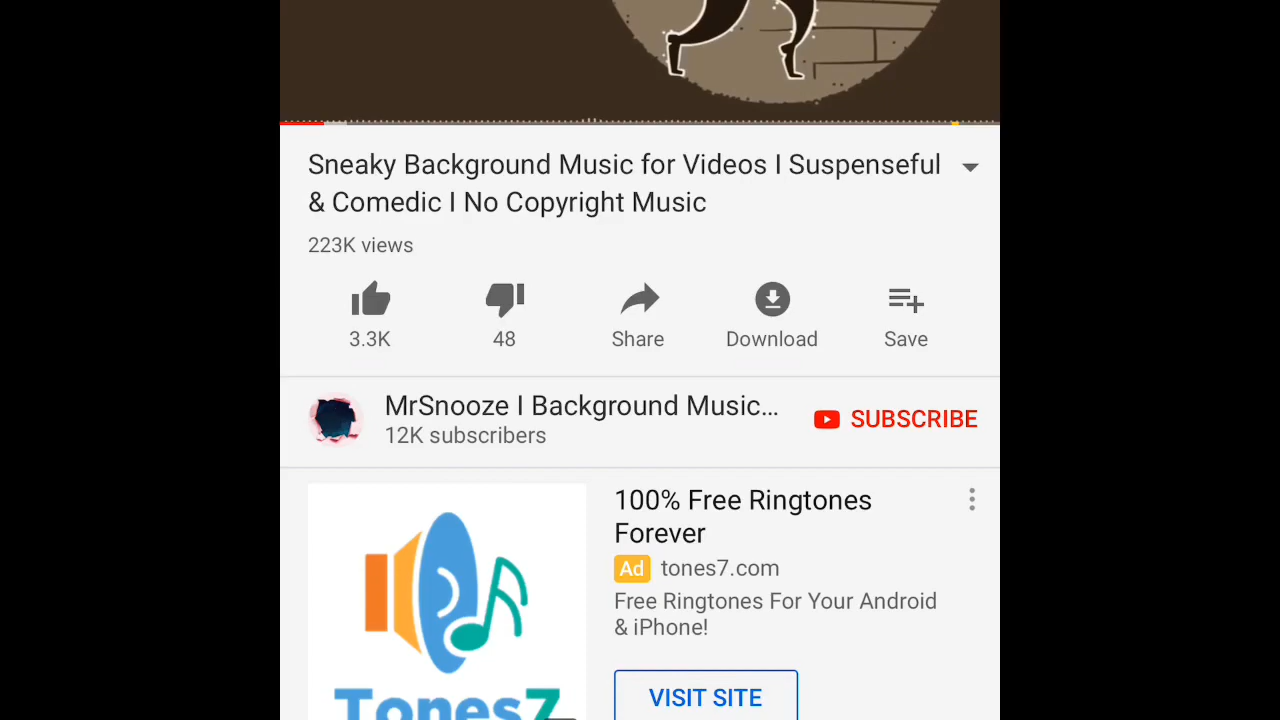 Sneaky Background Music for Videos I Suspenseful
& Comedic I No Copyright Music
223K views
3.3K
48
Share
Download
Save
MrSnooze I Background Music...
12K subscribers
SUBSCRIBE
100% Free Ringtones
Forever
Ad tones7.com
Free Ringtones For Your Android
& iPhone!
VISIT SITE
Tones7